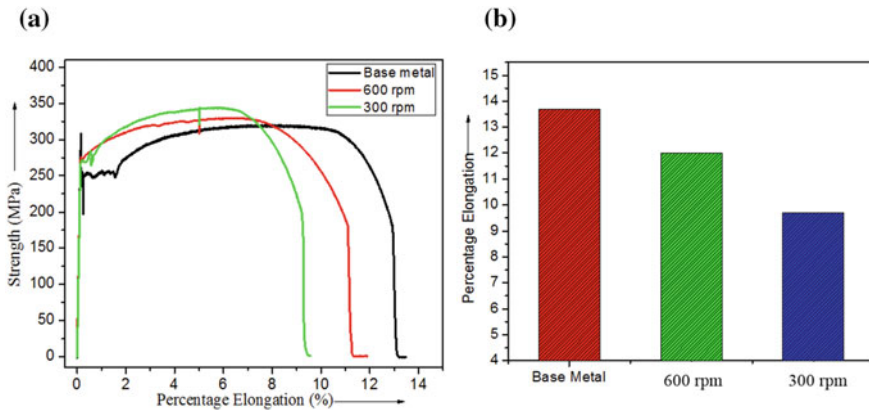 (a)
400
350
300
250
200
150
100
50
0
Strength (MPa)
Base metal
600 rpm
300 rpm
0 2 4 6 8 10 12 14
Percentage Elongation (%)
(b)
15
14
13
12
11
10
9
8
7
6
5
4
Percentage Elongation
Base Metal 600 rpm 300 rpm